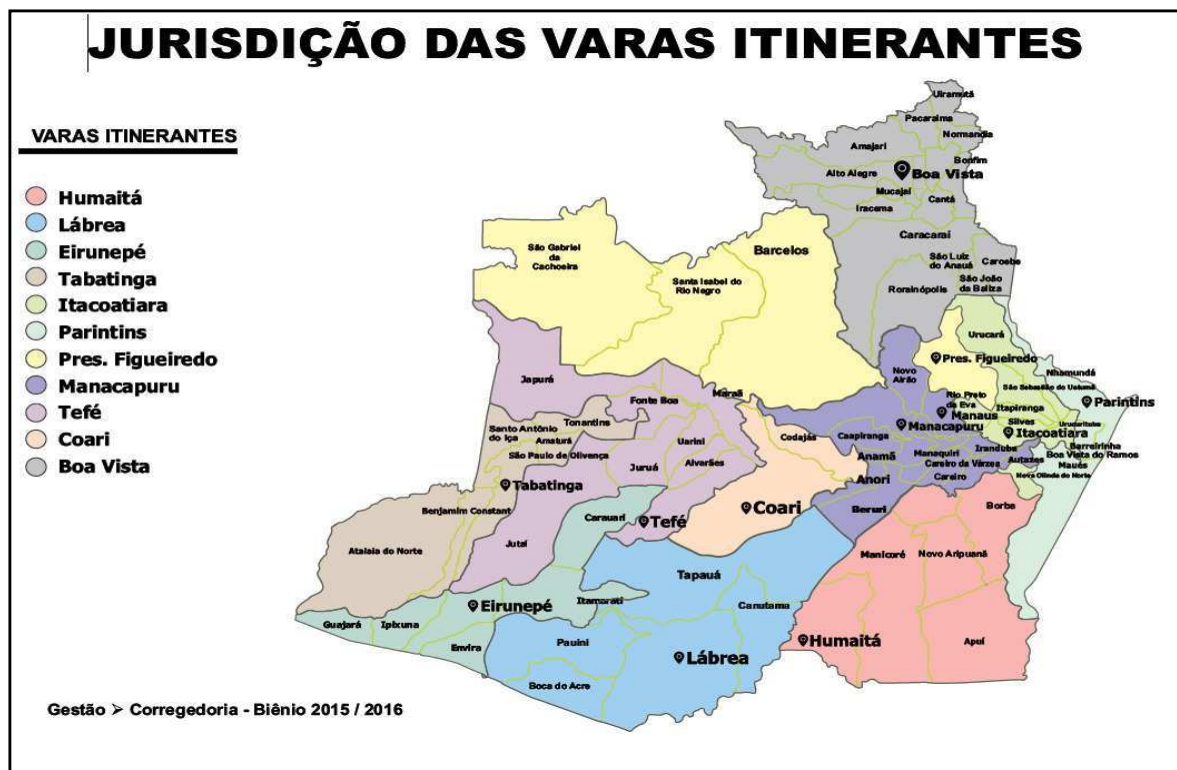 JURISDIÇÃO DAS VARAS ITINERANTES
VARAS ITINERANTES
Humaitá
Lábrea
Eirunepé
Tabatinga
Itacoatiara
Parintins
Pres. Figueiredo
Manacapuru
Tefé
Coari
Boa Vista
Uiramutã
Pacaraima
Normandia
Amajari
Bonfim
Alto Alegre
Boa Vista
Mucajaí
Cantá
Iracema
Caracaraí
São Luiz
do Anauá
Caroebe
São João
da Baliza
Rorainópolis
São Gabriel
da
Cachoeira
Barcelos
Santa Isabel do
Rio Negro
Urucará
Pres. Figueiredo
Nhamundá
São Sebastião do Uatumã
Novo
Airão
Japurá
Fonte Boa
Maraã
Rio Preto
da Eva
Manaus
Itapiranga
Silves
Parintins
Urucurituba
Itacoatiara
Manacapuru
Santo Antônio
do Iça
Tonantins
Amaturá
São Paulo de Olivença
Uarini
Juruá
Alvarães
Codajás
Caapiranga
Anamã
Manaquiri
Iranduba
Careiro da Várzea
Autazes
Careiro
Barreirinha
Boa Vista do Ramos
Maués
Nova Olinda do Norte
Anori
Beruri
Borba
Tabatinga
Benjamim Constant
Atalaia do Norte
Jutaí
Carauari
Tefé
Coari
Manicoré
Novo Aripuanã
Tapauá
Canutama
Eirunepé
Itamarati
Guajará
Ipixuna
Envira
Pauini
Lábrea
Humaitá
Apuí
Boca do Acre
Gestão ➢ Corregedoria - Biênio 2015 / 2016